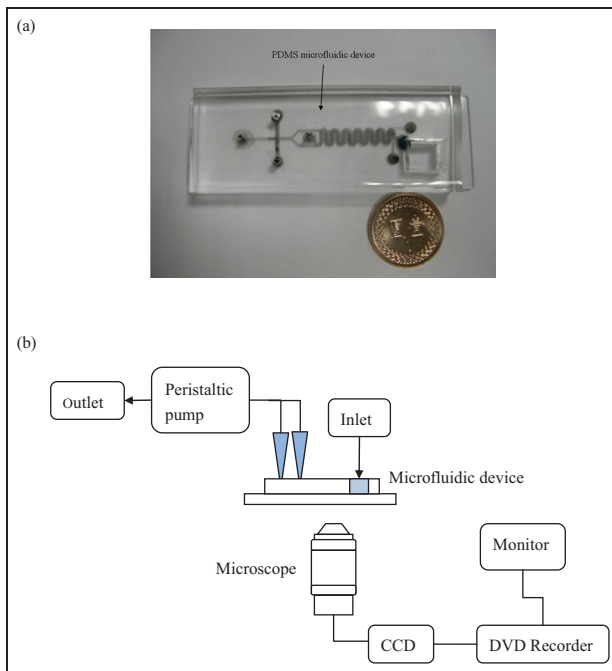 (a)
PDMS microfluidic device
(b)
Outlet
Peristaltic
pump
Inlet
Microfluidic device
Microscope
Monitor
CCD
DVD Recorder